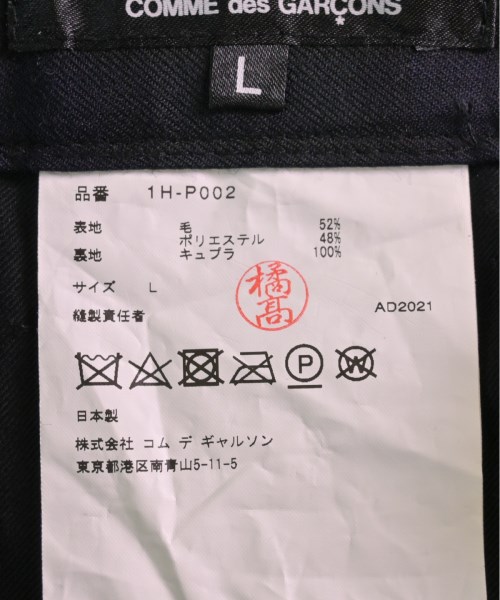 COMME des GARÇONS
L
品番 1H-P002
表地 毛 52%
ポリエステル 48%
裏地 キュプラ 100%
サイズ L
橘高
縫製責任者 AD2021
P W
日本製
株式会社 コム デ ギャルソン
東京都港区南青山5-11-5